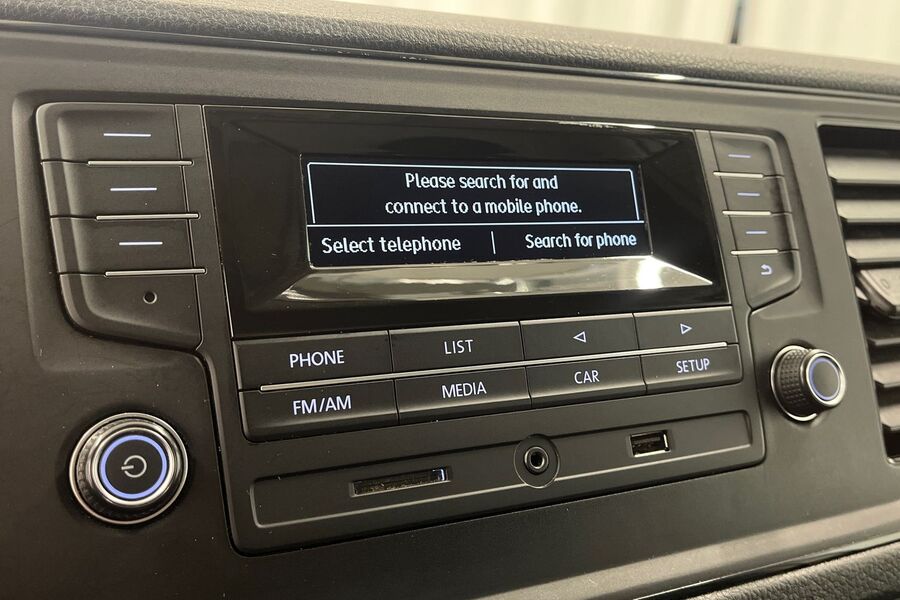 Please search for and
connect to a mobile phone.
Select telephone | Search for phone
PHONE LIST
FM/AM MEDIA CAR SETUP